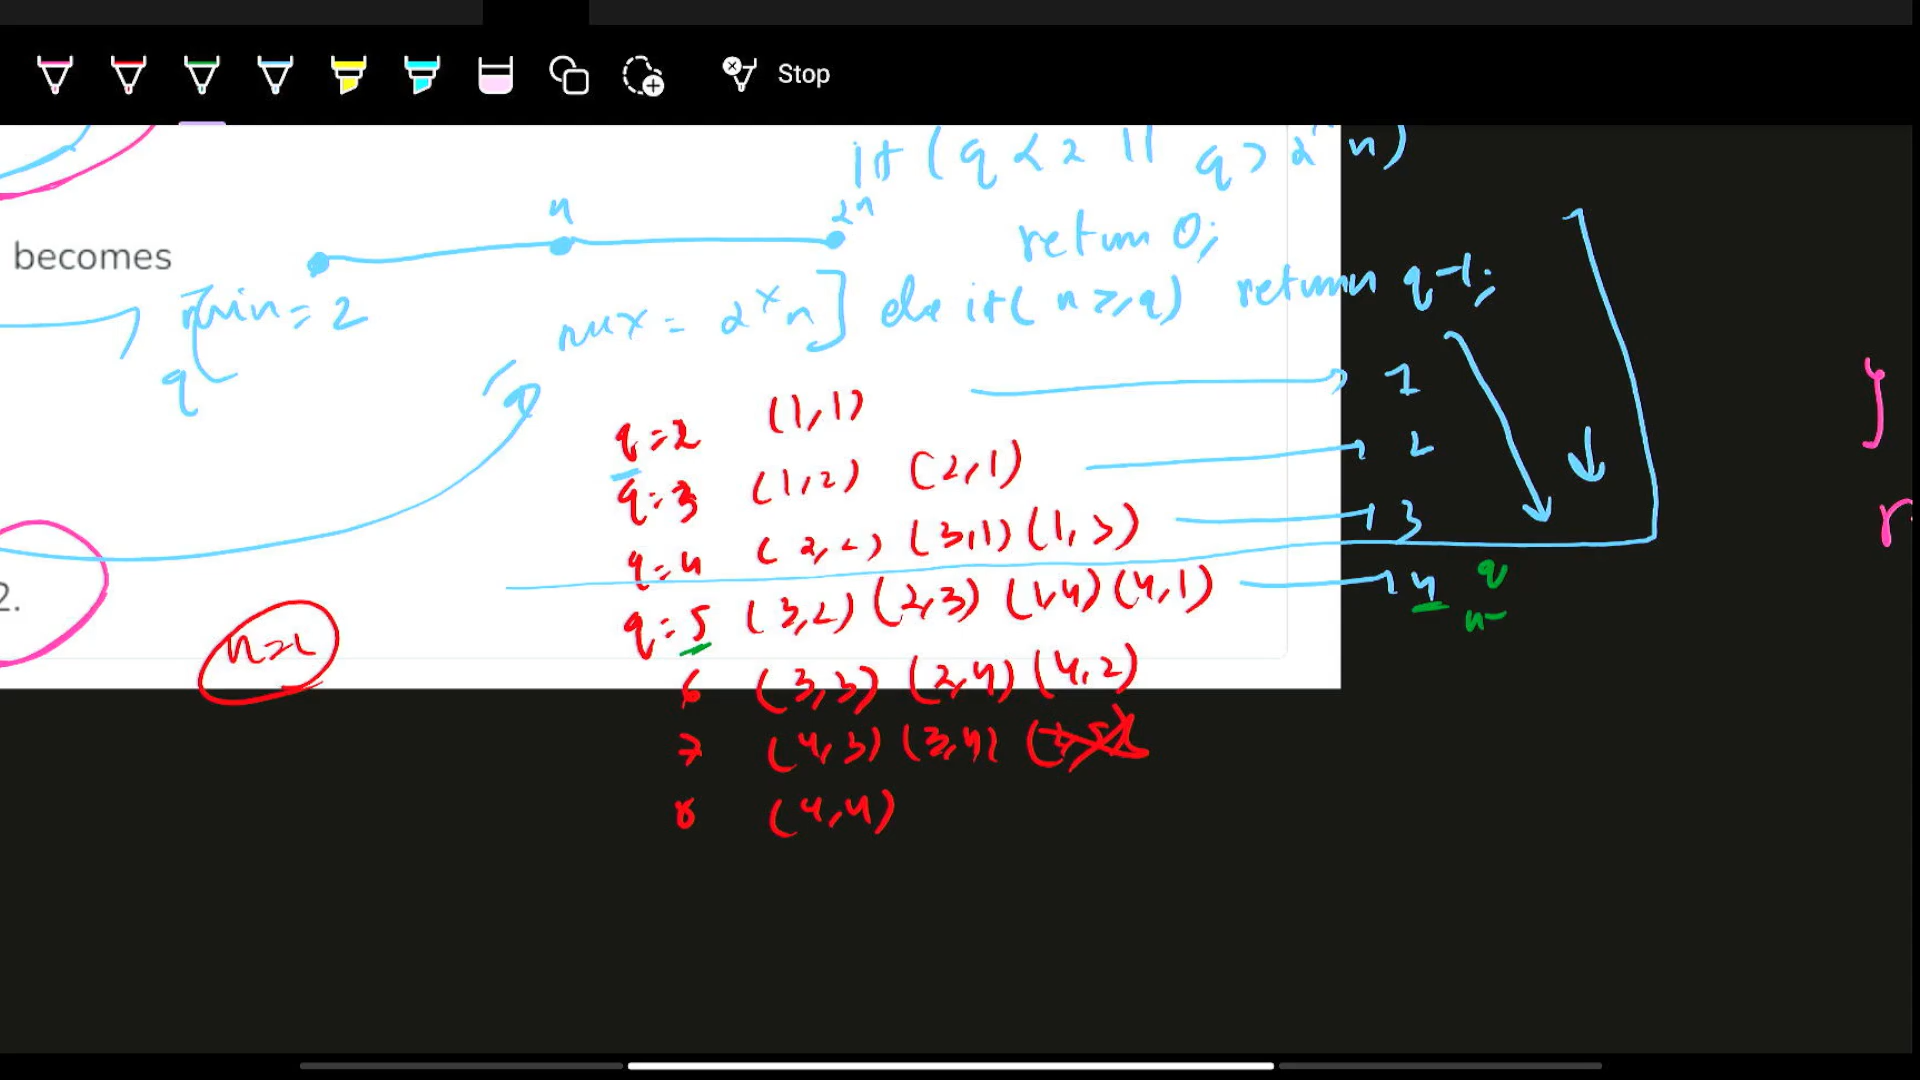 Stop
if (q < 2 || q > 2*n)
return 0;
n
2n
becomes
min = 2
max = 2*n]
else if (n >= q) return q-1;
q
q=2 (1,1) 1
q=3 (1,2) (2,1) 2
q=4 (2,2) (3,1) (1,3) 3
q=5 (3,2) (2,3) (1,4) (4,1) 4 q
n-
2.
6 (3,3) (2,4) (4,2)
7 (4,3) (3,4)
8 (4,4)